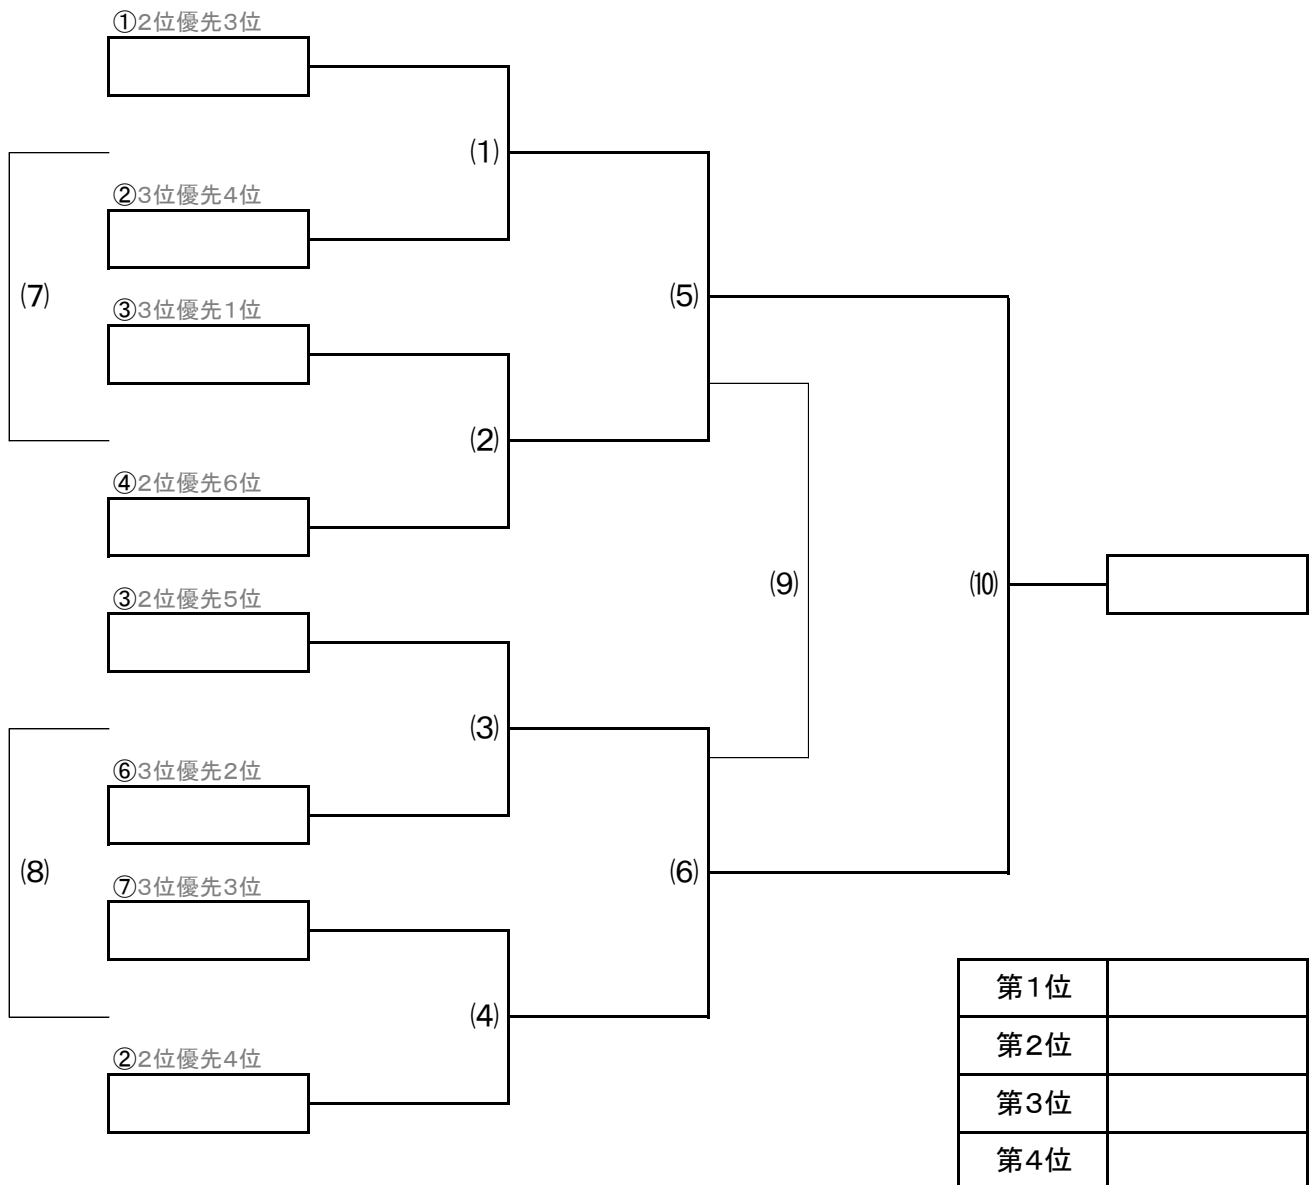 ①2位優先3位
(1)
②3位優先4位
(7)
(5)
③3位優先1位
(2)
④2位優先6位
(9)
(10)
③2位優先5位
(3)
⑥3位優先2位
(8)
(6)
⑦3位優先3位
(4)
②2位優先4位
第1位
第2位
第3位
第4位